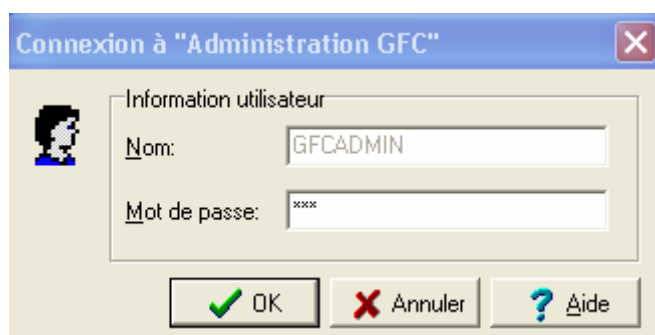 Connexion à "Administration GFC"
Information utilisateur
Nom: GFCADMIN
Mot de passe: ***
OK Annuler Aide